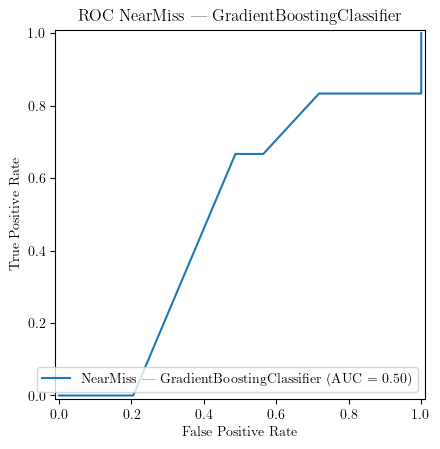 ROC NearMiss — GradientBoostingClassifier
1.0
0.8
0.6
0.4
0.2
0.0
True Positive Rate
NearMiss — GradientBoostingClassifier (AUC = 0.50)
0.0 0.2 0.4 0.6 0.8 1.0
False Positive Rate